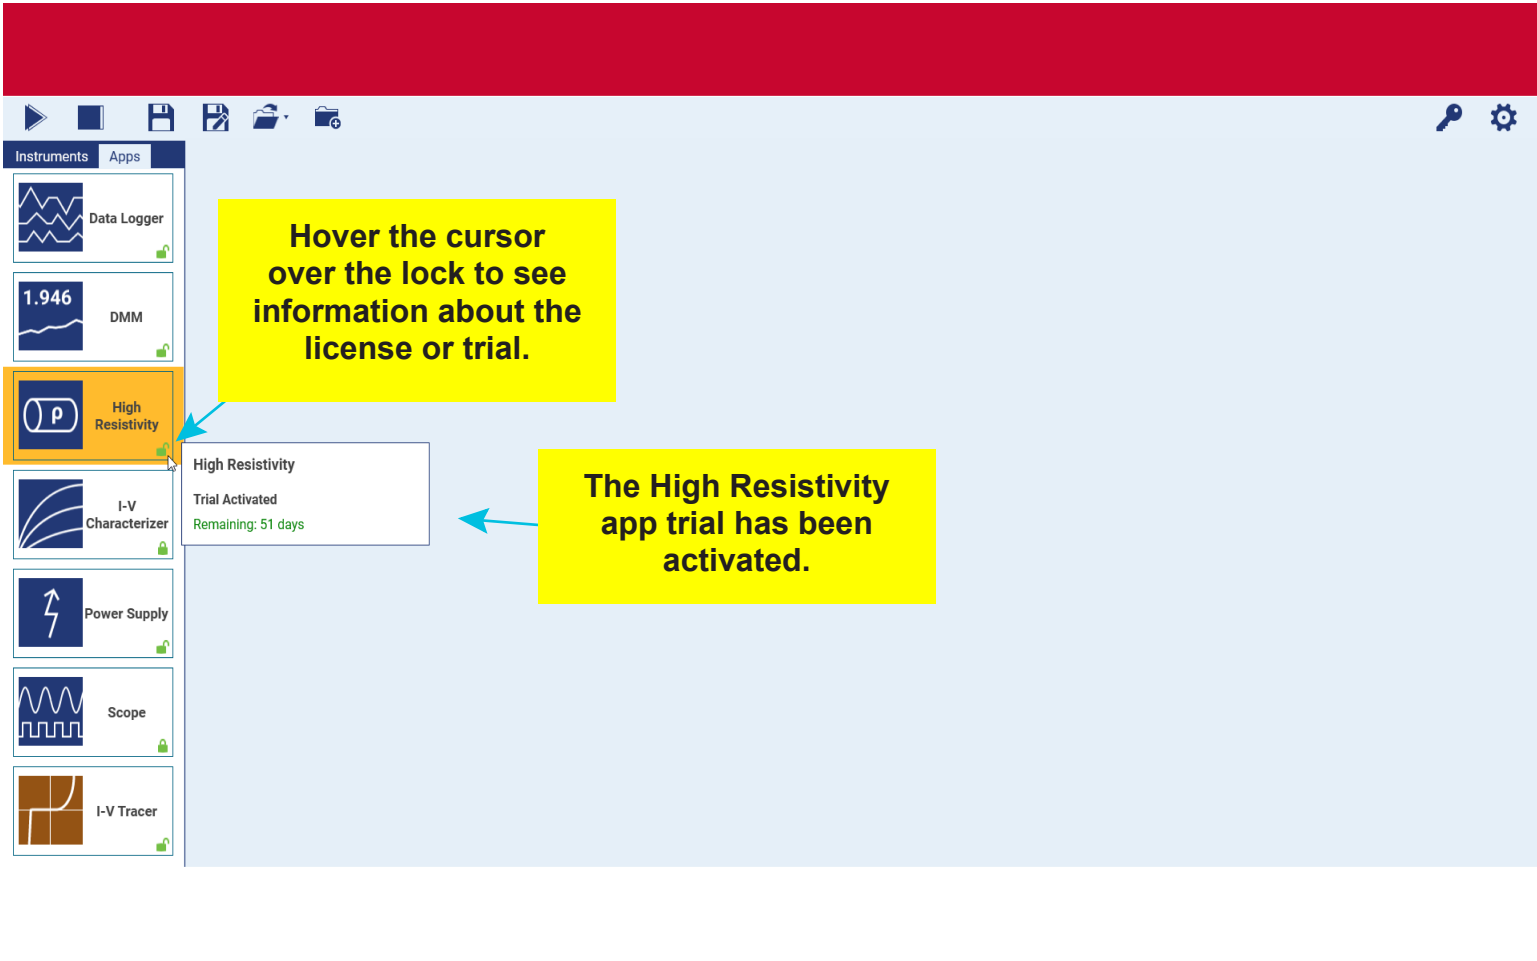 Instruments Apps
Data Logger
1.946
DMM
ρ
High
Resistivity
I-V
Characterizer
Power Supply
Scope
I-V Tracer
Hover the cursor
over the lock to see
information about the
license or trial.
High Resistivity
Trial Activated
Remaining: 51 days
The High Resistivity
app trial has been
activated.